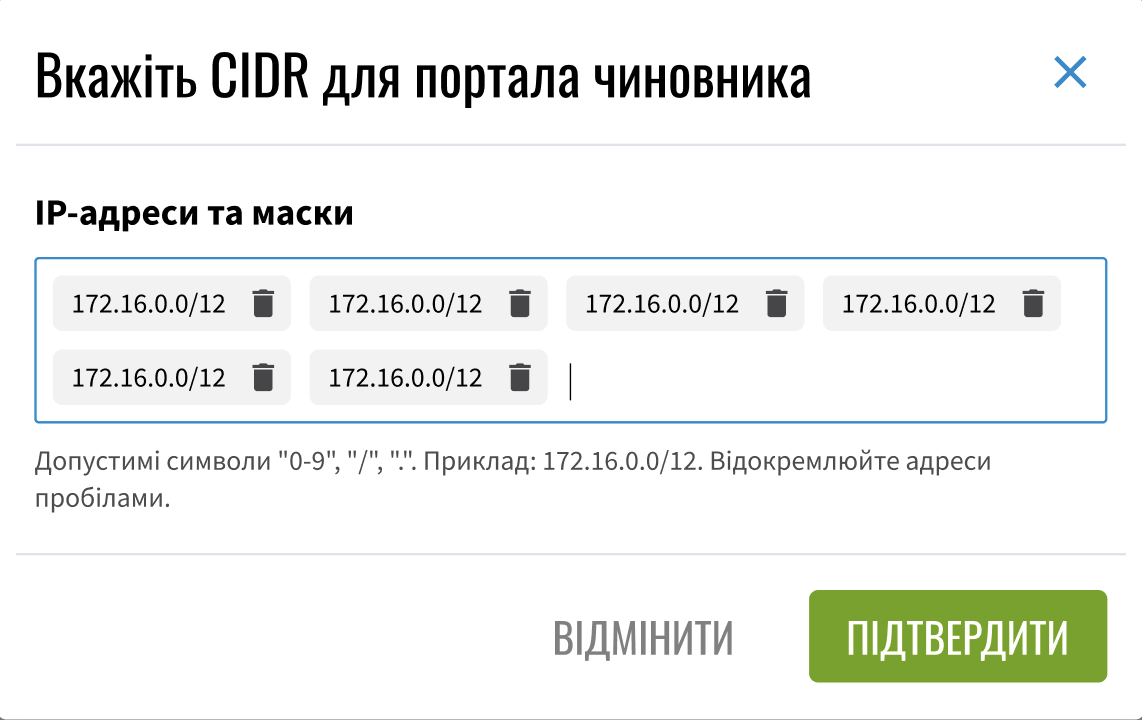 Вкажіть CIDR для портала чиновника
IP-адреси та маски
172.16.0.0/12 172.16.0.0/12 172.16.0.0/12 172.16.0.0/12
172.16.0.0/12 172.16.0.0/12
Допустимі символи "0-9", "/", ".". Приклад: 172.16.0.0/12. Відокремлюйте адреси
пробілами.
ВІДМІНИТИ ПІДТВЕРДИТИ